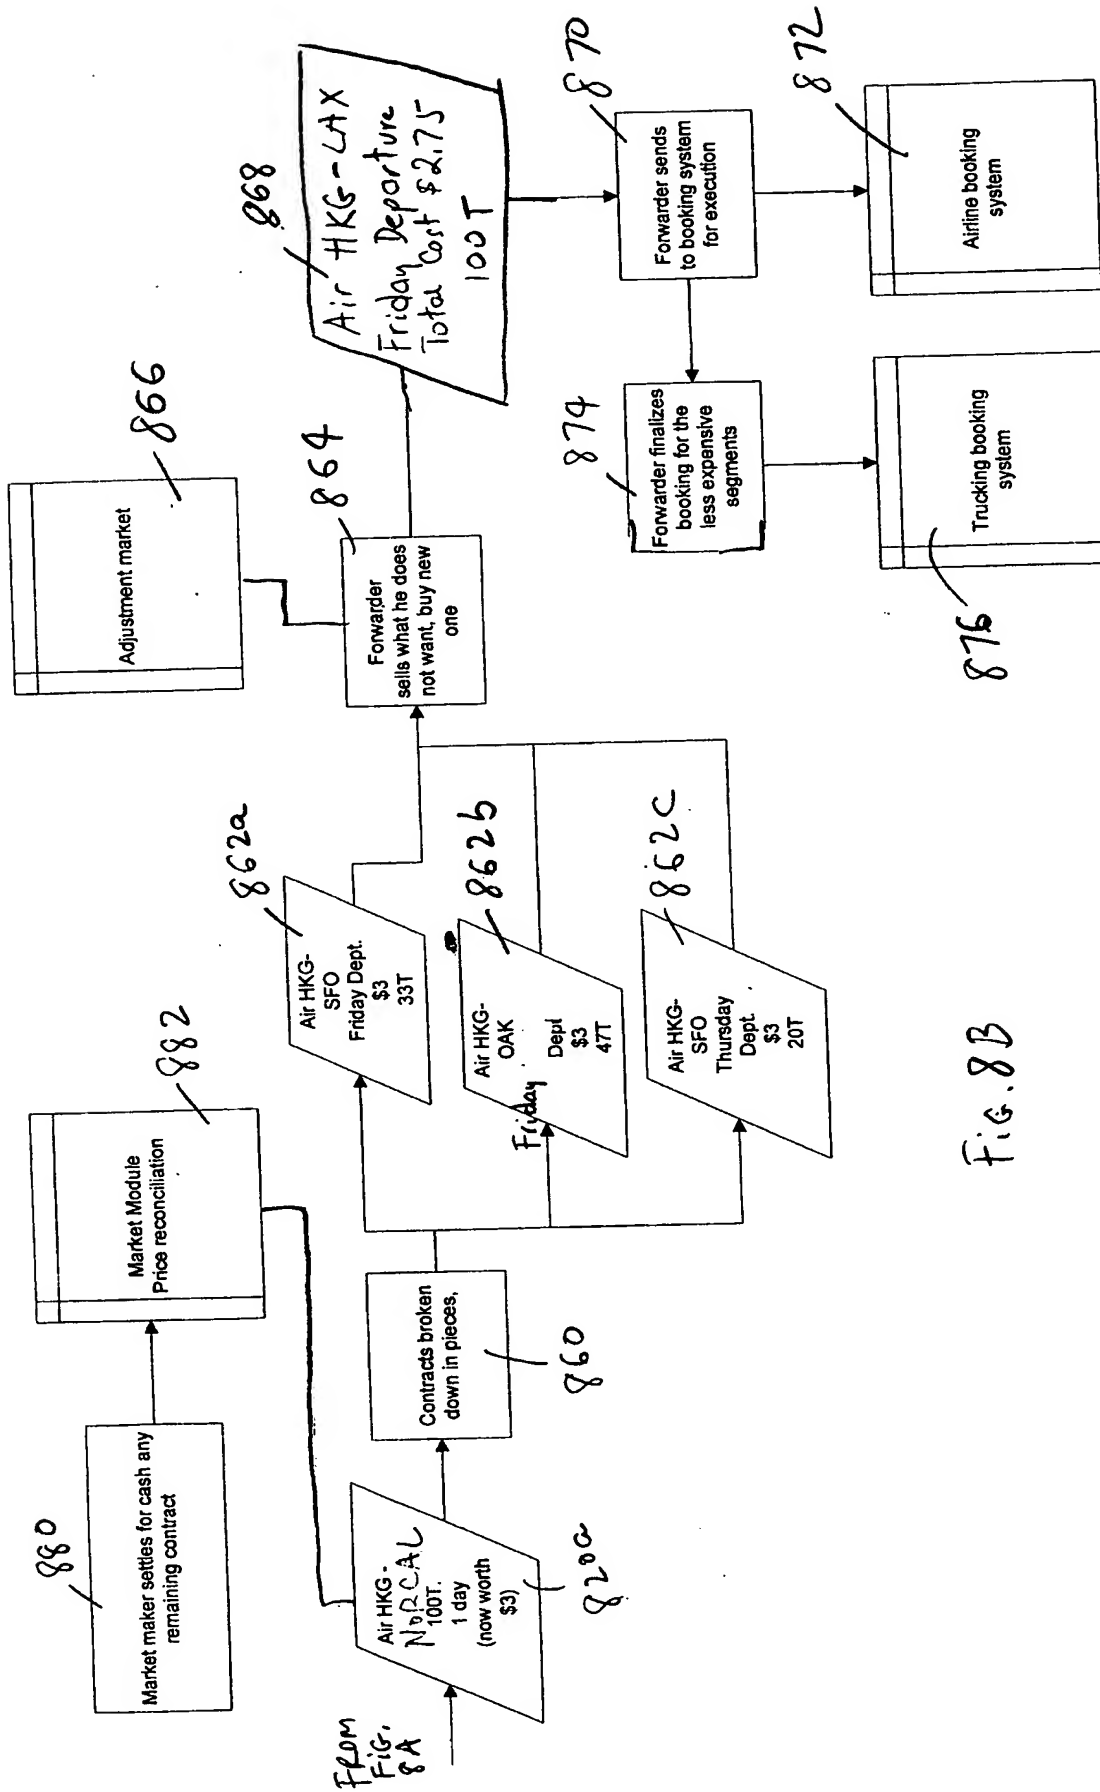 880
Market maker settles for cash any
remaining contract
882
Market Module
Price reconciliation
866
Adjustment market
FROM
FIG.
8A
Air HKG -
NORCAL
100T.
1 day
(now worth
$3)
820a
Contracts broken
down in pieces,
860
862a
Air HKG-
SFO
Friday Dept.
$3
33T
862b
Air HKG-
OAK
Friday
Dept
$3
47T
862c
Air HKG-
SFO
Thursday
Dept.
$3
20T
864
Forwarder
sells what he does
not want, buy new
one
868
Air HKG-LAX
Friday Departure
Total Cost $2.75
100T
870
Forwarder sends
to booking system
for execution
874
Forwarder finalizes
booking for the
less expensive
segments
872
Airline booking
system
876
Trucking booking
system
FiG. 8B